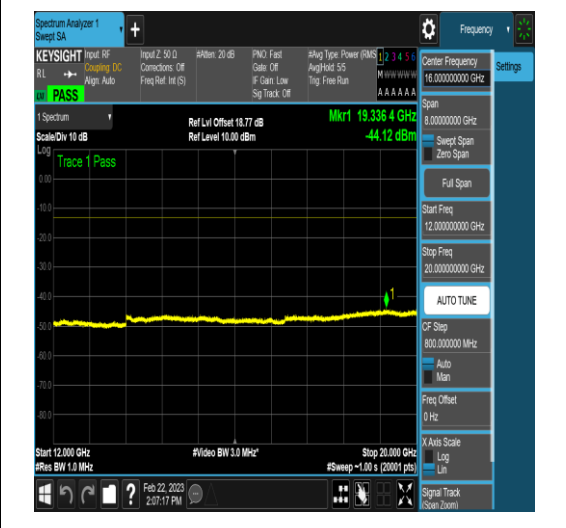 Spectrum Analyzer 1
Swept SA
Frequency
KEYSIGHT
RL
PASS
Input: RF
Coupling: DC
Align: Auto
Input Z: 50 Ω
Corrections: Off
Freq Ref: Int (S)
#Atten: 20 dB
PNO: Fast
Gate: Off
IF Gain: Low
Sig Track: Off
#Avg Type: Power (RMS
Avg|Hold: 5/5
Trig: Free Run
1 2 3 4 5 6
M W W W W W
A A A A A A
1 Spectrum
Scale/Div 10 dB
Ref Lvl Offset 18.77 dB
Ref Level 10.00 dBm
Mkr1 19.336 4 GHz
-44.12 dBm
Log
Trace 1 Pass
0.00
-10.0
-20.0
-30.0
-40.0
-50.0
-60.0
-70.0
-80.0
1
Start 12.000 GHz
#Res BW 1.0 MHz
#Video BW 3.0 MHz*
Stop 20.000 GHz
#Sweep ~1.00 s (20001 pts)
?
Feb 22, 2023
2:07:17 PM
Center Frequency
16.000000000 GHz
Settings
Span
8.00000000 GHz
Swept Span
Zero Span
Full Span
Start Freq
12.000000000 GHz
Stop Freq
20.000000000 GHz
AUTO TUNE
CF Step
800.000000 MHz
Auto
Man
Freq Offset
0 Hz
X Axis Scale
Log
Lin
Signal Track
(Span Zoom)